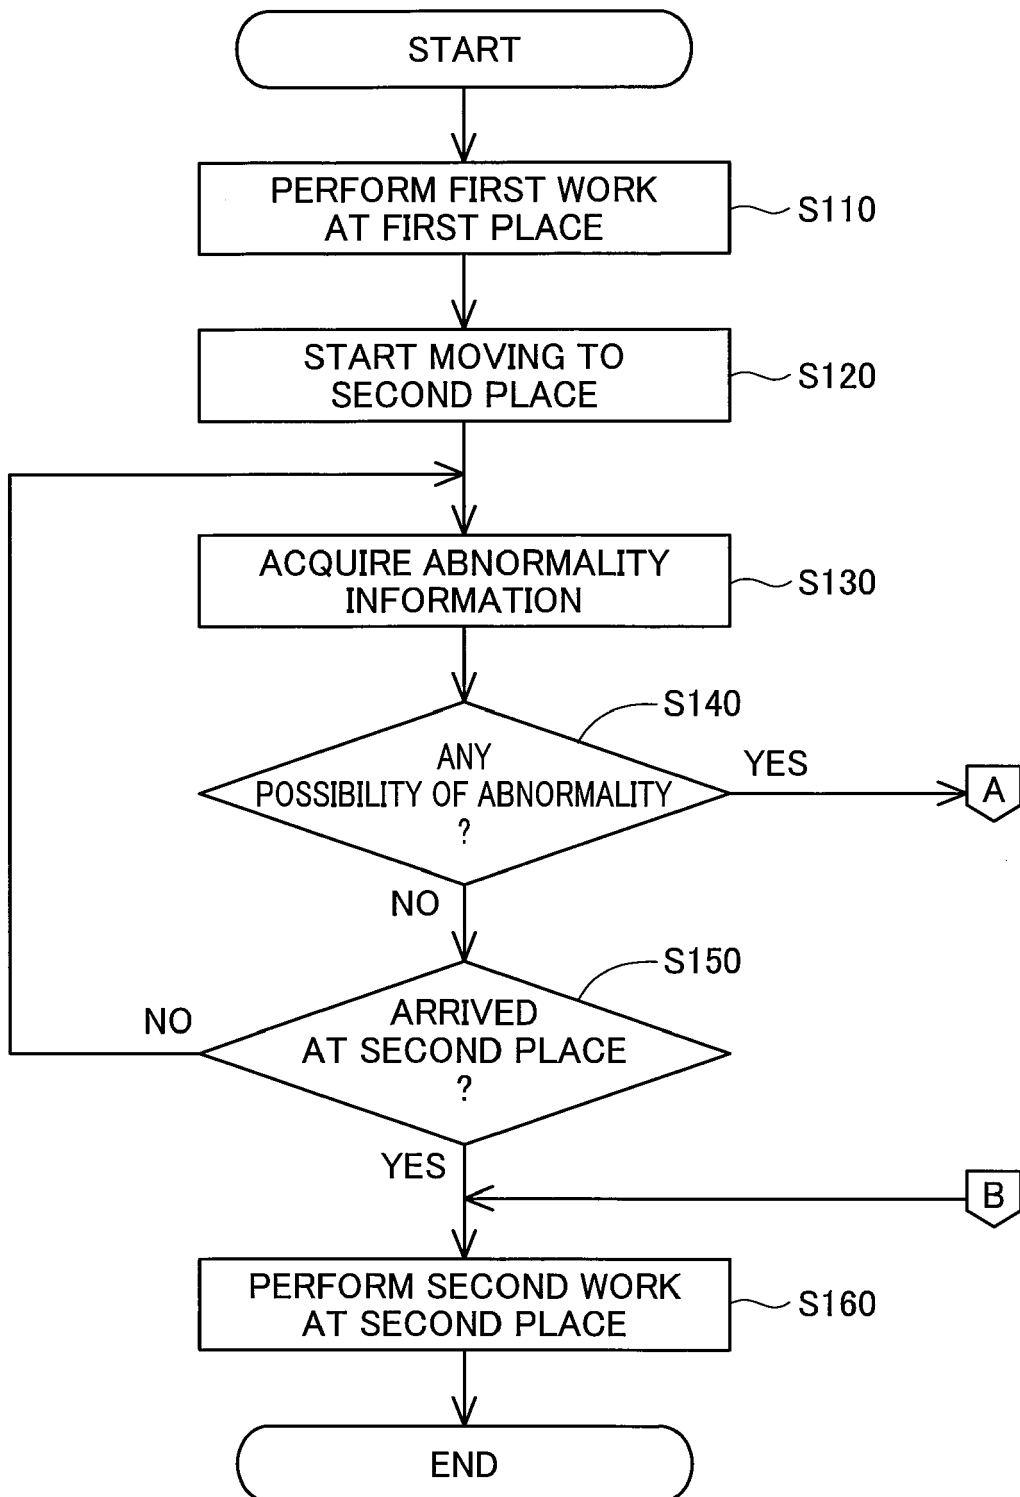 START
PERFORM FIRST WORK
AT FIRST PLACE
S110
START MOVING TO
SECOND PLACE
S120
ACQUIRE ABNORMALITY
INFORMATION
S130
S140
ANY
POSSIBILITY OF ABNORMALITY
?
YES
A
NO
S150
ARRIVED
AT SECOND PLACE
?
NO
YES
B
PERFORM SECOND WORK
AT SECOND PLACE
S160
END